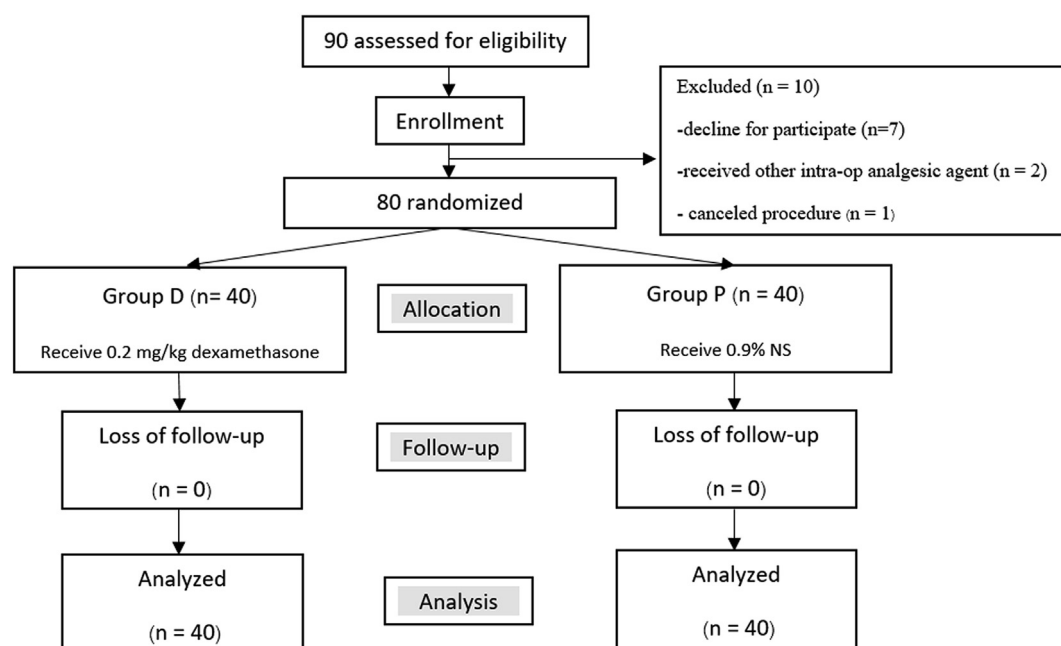 90 assessed for eligibility
Enrollment
Excluded (n = 10)
-decline for participate (n=7)
-received other intra-op analgesic agent (n = 2)
- canceled procedure (n = 1)
80 randomized
Group D (n= 40)
Receive 0.2 mg/kg dexamethasone
Allocation
Group P (n = 40)
Receive 0.9% NS
Loss of follow-up
(n = 0)
Follow-up
Loss of follow-up
(n = 0)
Analyzed
(n = 40)
Analysis
Analyzed
(n = 40)